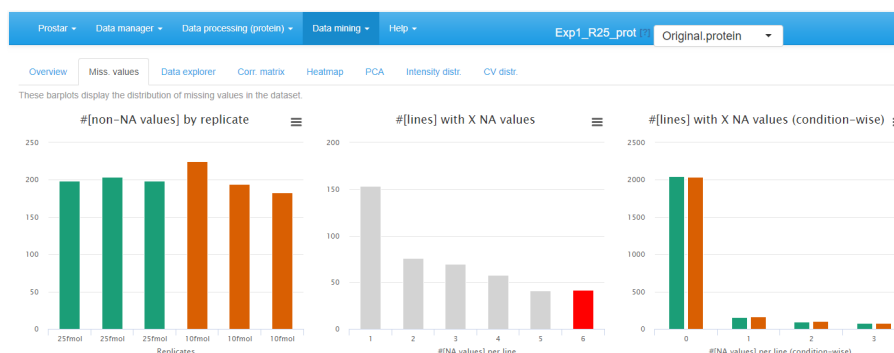 Prostar Data manager Data processing (protein) Data mining Help Exp1_R25_prot [?] Original.protein
Overview Miss. values Data explorer Corr. matrix Heatmap PCA Intensity distr. CV distr.
These barplots display the distribution of missing values in the dataset.
#[non-NA values] by replicate
250
200
150
100
50
0
25fmol 25fmol 25fmol 10fmol 10fmol 10fmol
Replicates
#[lines] with X NA values
200
150
100
50
0
1 2 3 4 5 6
#[NA values] per line
#[lines] with X NA values (condition-wise)
2500
2000
1500
1000
500
0
0 1 2 3
#[NA values] per line (condition-wise)